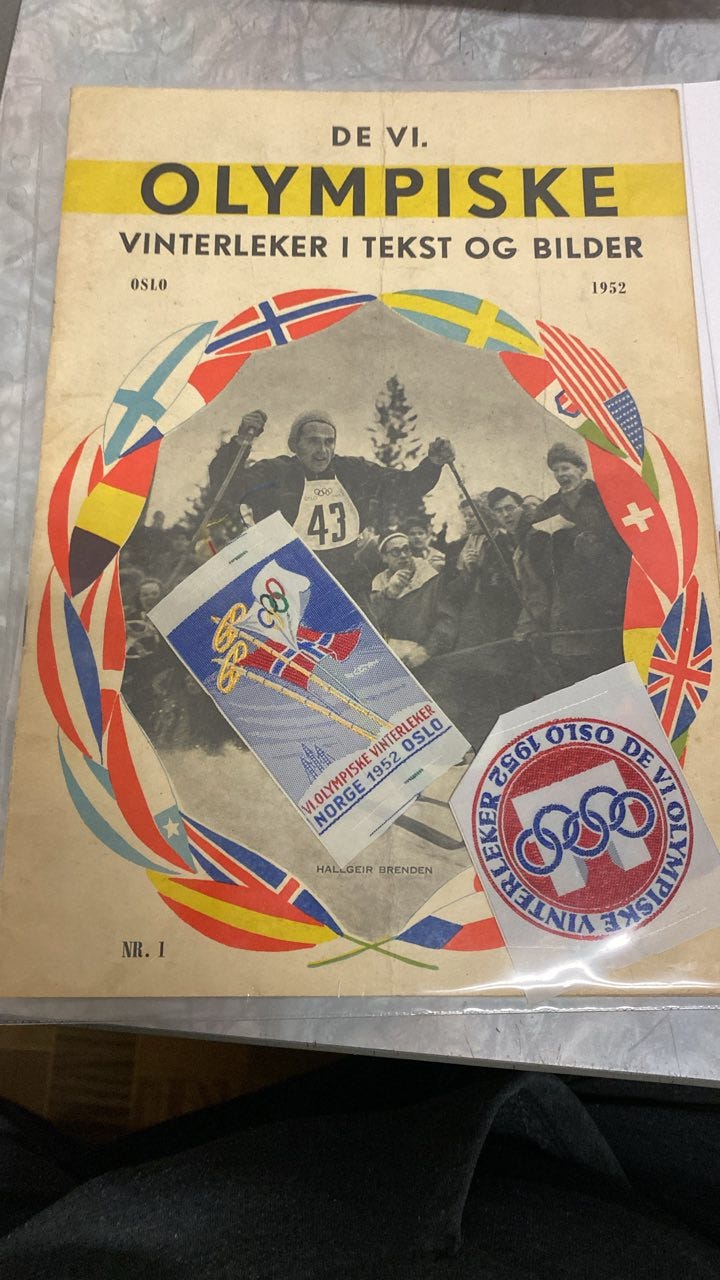 DE VI.
OLYMPISKE
VINTERLEKER I TEKST OG BILDER
OSLO 1952
43
VI. OLYMPISKE VINTERLEKER
NORGE 1952 OSLO
DE VI. OLYMPISKE VINTERLEKER OSLO 1952
HALLGEIR BRENDEN
NR. 1